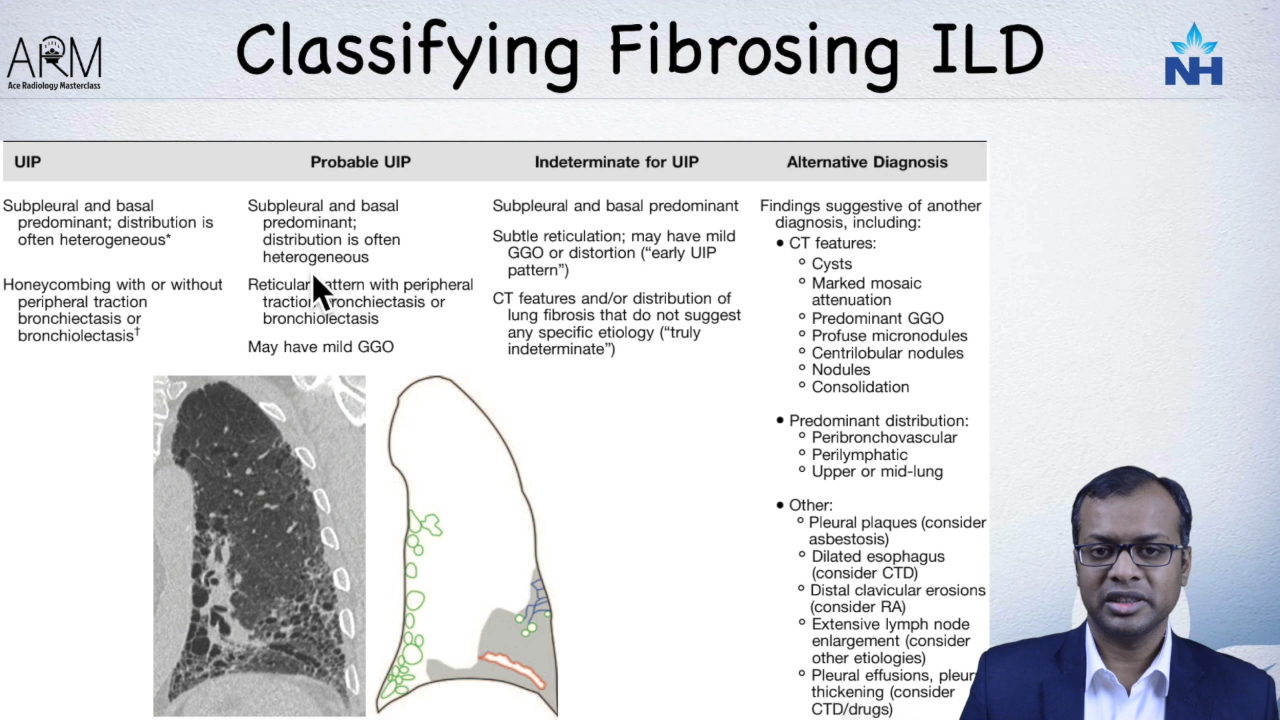 Classifying Fibrosing ILD
ARM
Ace Radiology Masterclass
NH
UIP
Subpleural and basal
predominant; distribution is
often heterogeneous*
Honeycombing with or without
peripheral traction
bronchiectasis or
bronchiolectasis†
Probable UIP
Subpleural and basal
predominant;
distribution is often
heterogeneous
Reticular pattern with peripheral
traction bronchiectasis or
bronchiolectasis
May have mild GGO
Indeterminate for UIP
Subpleural and basal predominant
Subtle reticulation; may have mild
GGO or distortion (“early UIP
pattern”)
CT features and/or distribution of
lung fibrosis that do not suggest
any specific etiology (“truly
indeterminate”)
Alternative Diagnosis
Findings suggestive of another
diagnosis, including:
• CT features:
° Cysts
° Marked mosaic
attenuation
° Predominant GGO
° Profuse micronodules
° Centrilobular nodules
° Nodules
° Consolidation
• Predominant distribution:
° Peribronchovascular
° Perilymphatic
° Upper or mid-lung
• Other:
° Pleural plaques (consider
asbestosis)
° Dilated esophagus
(consider CTD)
° Distal clavicular erosions
(consider RA)
° Extensive lymph node
enlargement (consider
other etiologies)
° Pleural effusions, pleur
thickening (consider
CTD/drugs)